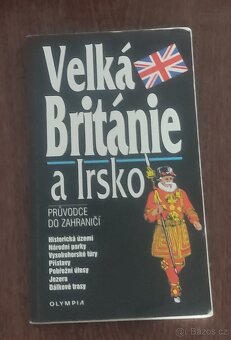 Velká
Británie
a Irsko
PRŮVODCE
DO ZAHRANIČÍ
Historická území
Národní parky
Vysokohorské túry
Přístavy
Pobřežní útesy
Jezera
Dálkové trasy
OLYMPIA
Bazoš.cz